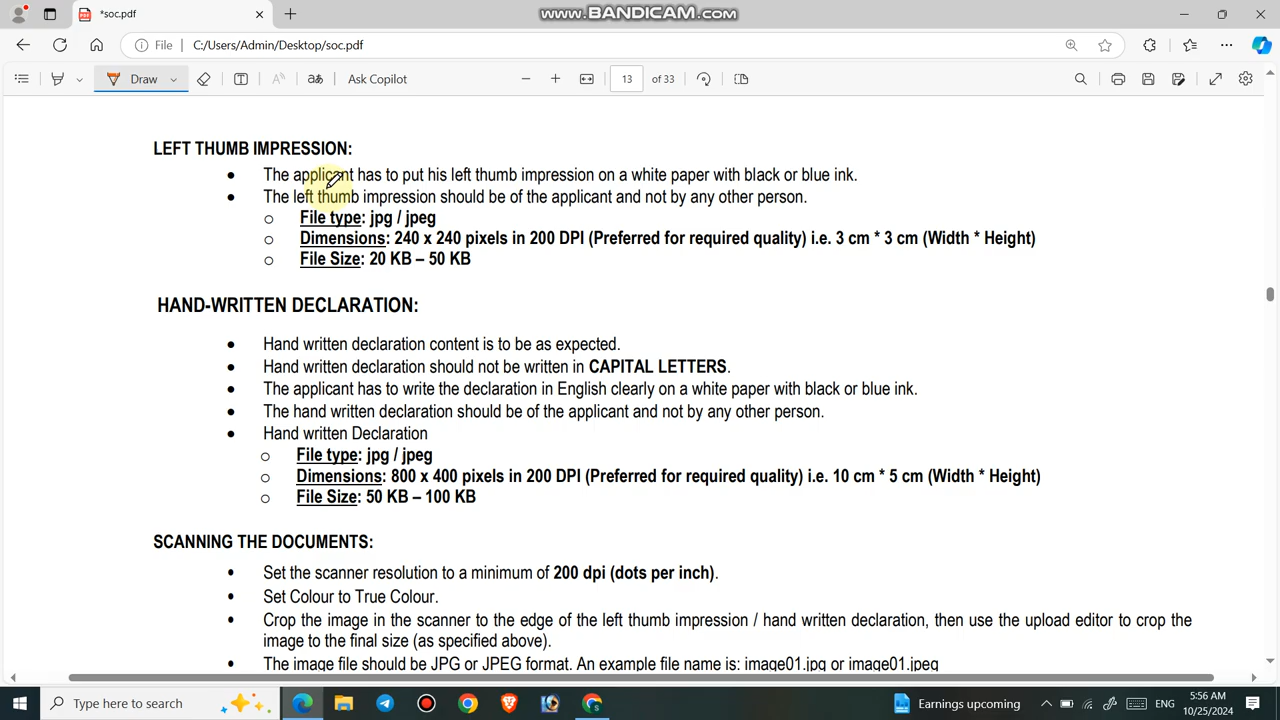 *soc.pdf
WWW.BANDICAM.COM
File C:/Users/Admin/Desktop/soc.pdf
Draw Ask Copilot 13 of 33
LEFT THUMB IMPRESSION:
• The applicant has to put his left thumb impression on a white paper with black or blue ink.
• The left thumb impression should be of the applicant and not by any other person.
o File type: jpg / jpeg
o Dimensions: 240 x 240 pixels in 200 DPI (Preferred for required quality) i.e. 3 cm * 3 cm (Width * Height)
o File Size: 20 KB – 50 KB
HAND-WRITTEN DECLARATION:
• Hand written declaration content is to be as expected.
• Hand written declaration should not be written in CAPITAL LETTERS.
• The applicant has to write the declaration in English clearly on a white paper with black or blue ink.
• The hand written declaration should be of the applicant and not by any other person.
• Hand written Declaration
o File type: jpg / jpeg
o Dimensions: 800 x 400 pixels in 200 DPI (Preferred for required quality) i.e. 10 cm * 5 cm (Width * Height)
o File Size: 50 KB – 100 KB
SCANNING THE DOCUMENTS:
• Set the scanner resolution to a minimum of 200 dpi (dots per inch).
• Set Colour to True Colour.
• Crop the image in the scanner to the edge of the left thumb impression / hand written declaration, then use the upload editor to crop the
image to the final size (as specified above).
• The image file should be JPG or JPEG format. An example file name is: image01.jpg or image01.jpeg
Type here to search Earnings upcoming ENG 5:56 AM
10/25/2024